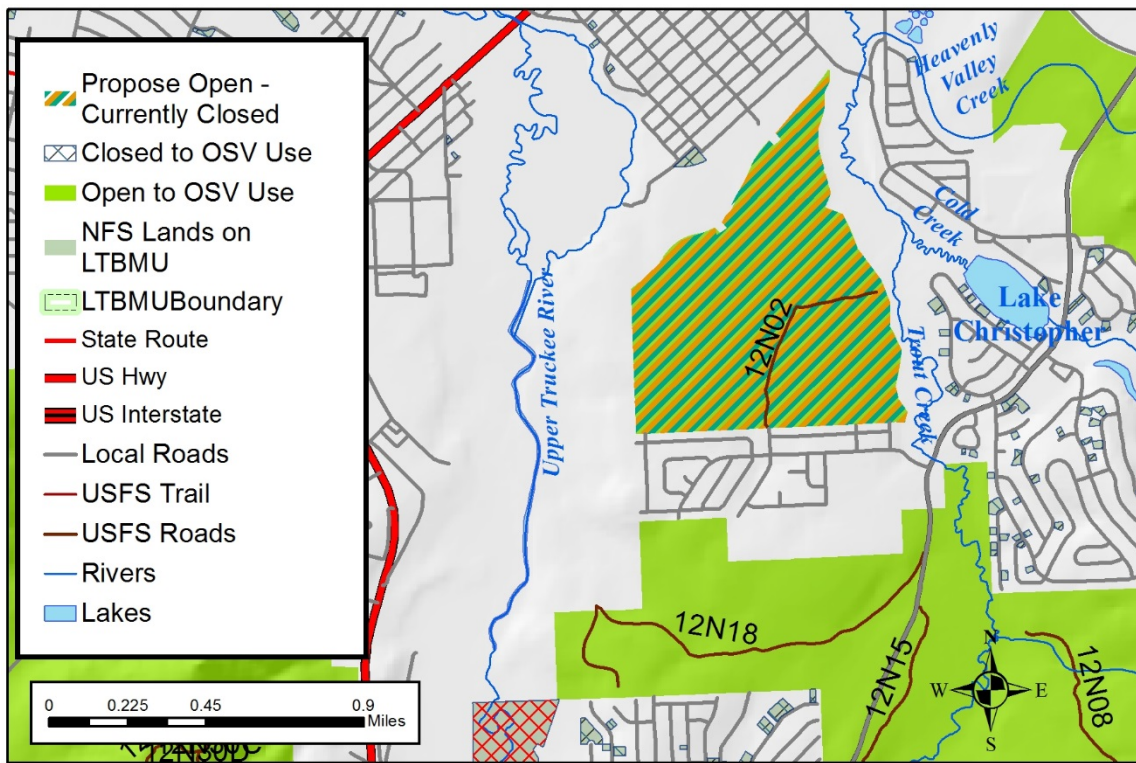 Propose Open -
Currently Closed
Closed to OSV Use
Open to OSV Use
NFS Lands on
LTBMU
LTBMUBoundary
State Route
US Hwy
US Interstate
Local Roads
USFS Trail
USFS Roads
Rivers
Lakes
0 0.225 0.45 0.9
Miles
Heavenly
Valley
Creek
Cold
Creek
Lake
Christopher
Trout Creek
Upper Truckee River
12N02
12N18
12N15
12N08
N
W E
S